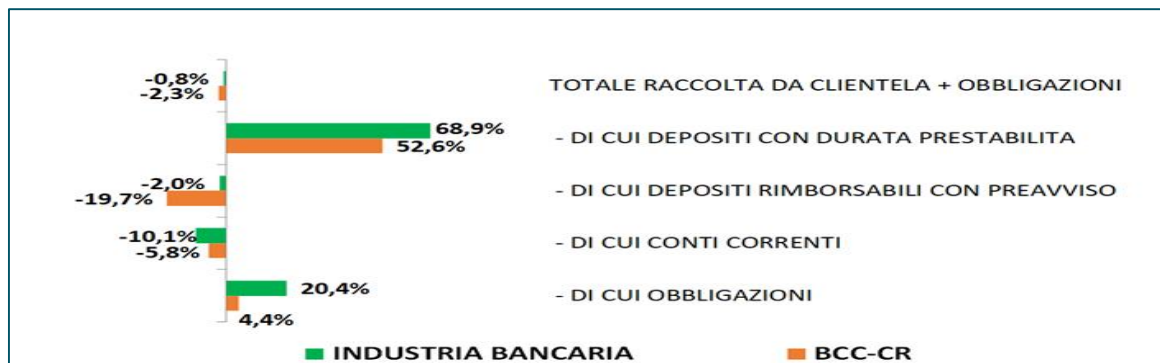 -0,8%
-2,3%
TOTALE RACCOLTA DA CLIENTELA + OBBLIGAZIONI
68,9%
52,6%
- DI CUI DEPOSITI CON DURATA PRESTABILITA
-2,0%
-19,7%
- DI CUI DEPOSITI RIMBORSABILI CON PREAVVISO
-10,1%
-5,8%
- DI CUI CONTI CORRENTI
20,4%
4,4%
- DI CUI OBBLIGAZIONI
INDUSTRIA BANCARIA BCC-CR